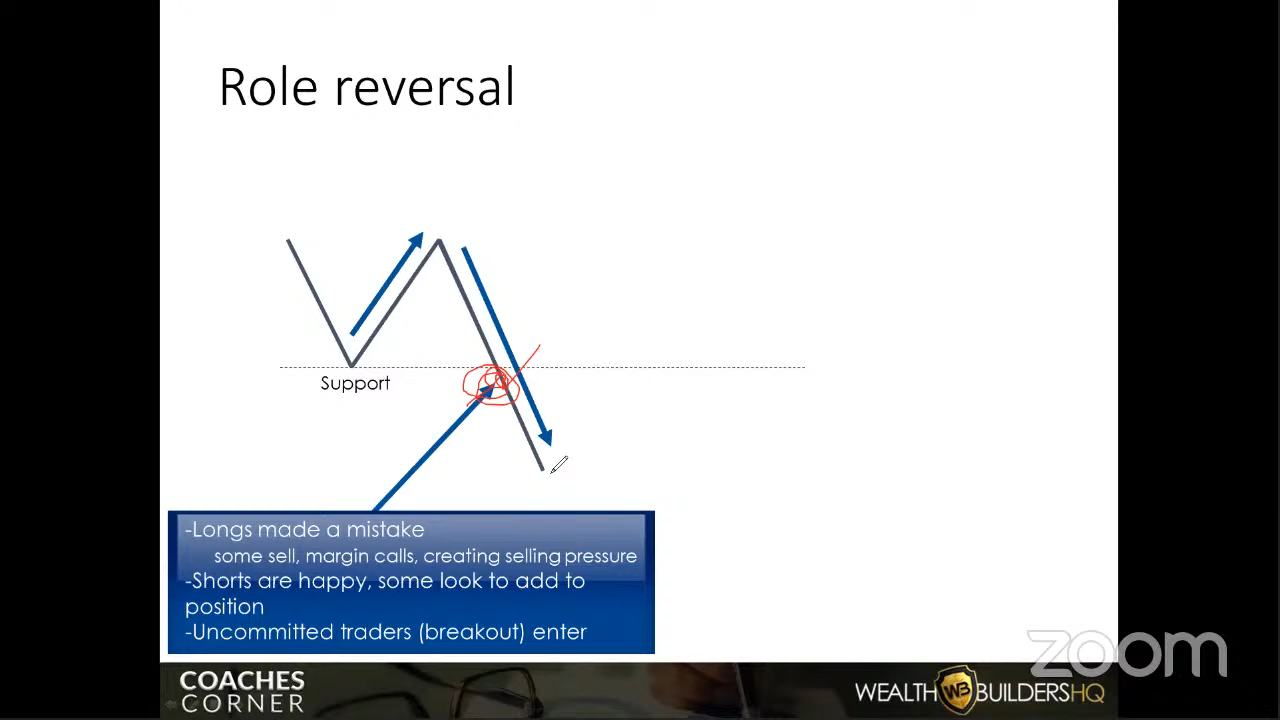 Role reversal
Support
-Longs made a mistake
some sell, margin calls, creating selling pressure
-Shorts are happy, some look to add to
position
-Uncommitted traders (breakout) enter
zoom
COACHES
CORNER
WEALTH WB BUILDERSHQ